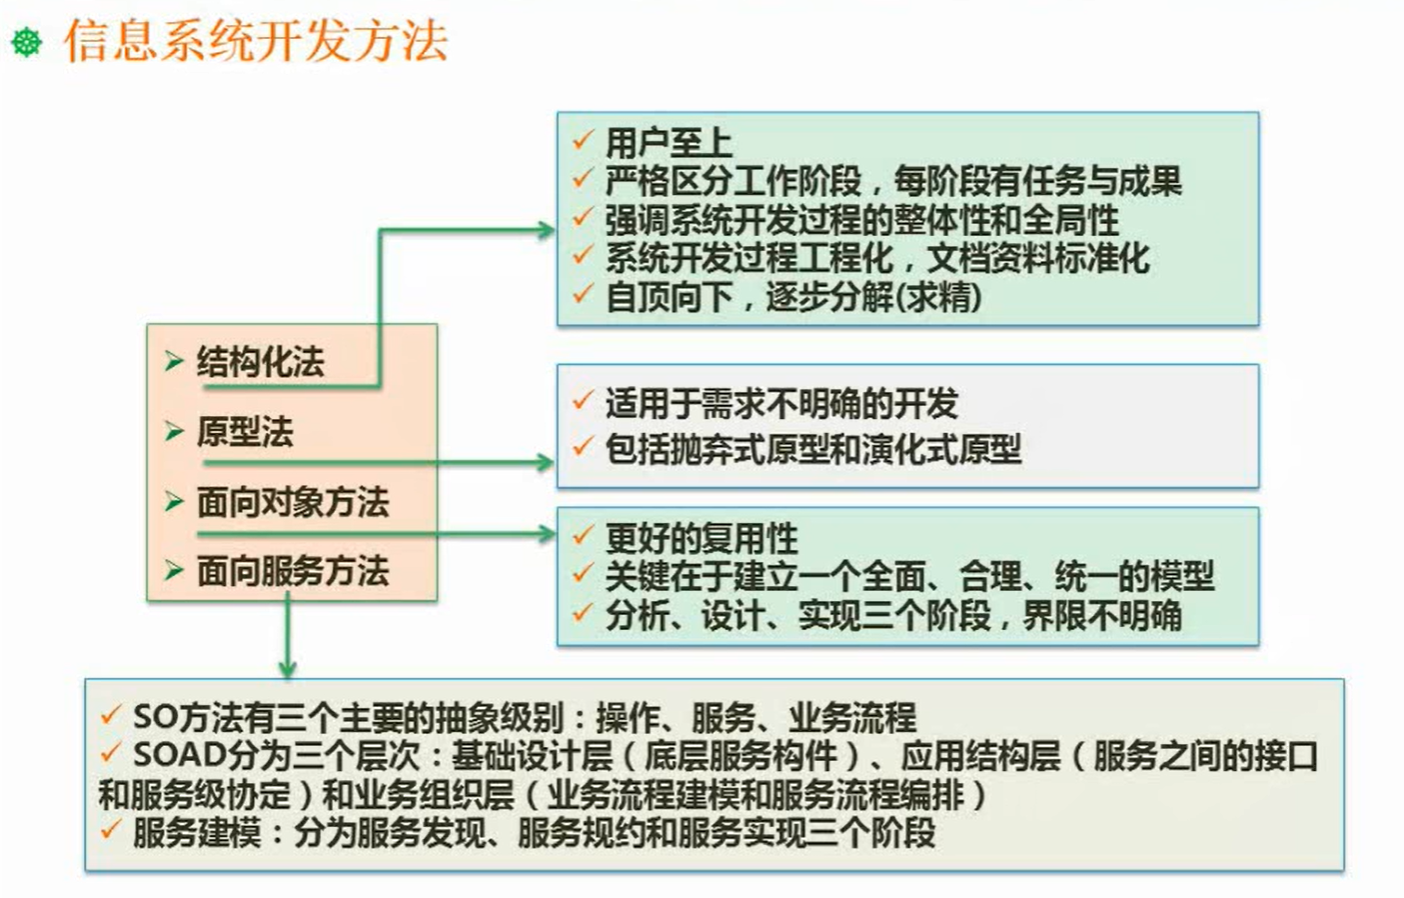 信息系统开发方法
用户至上
严格区分工作阶段，每阶段有任务与成果
强调系统开发过程的整体性和全局性
系统开发过程工程化，文档资料标准化
自顶向下，逐步分解(求精)
结构化法
原型法
面向对象方法
面向服务方法
适用于需求不明确的开发
包括抛弃式原型和演化式原型
更好的复用性
关键在于建立一个全面、合理、统一的模型
分析、设计、实现三个阶段，界限不明确
SO方法有三个主要的抽象级别：操作、服务、业务流程
SOAD分为三个层次：基础设计层（底层服务构件）、应用结构层（服务之间的接口
和服务级协定）和业务组织层（业务流程建模和服务流程编排）
服务建模：分为服务发现、服务规约和服务实现三个阶段